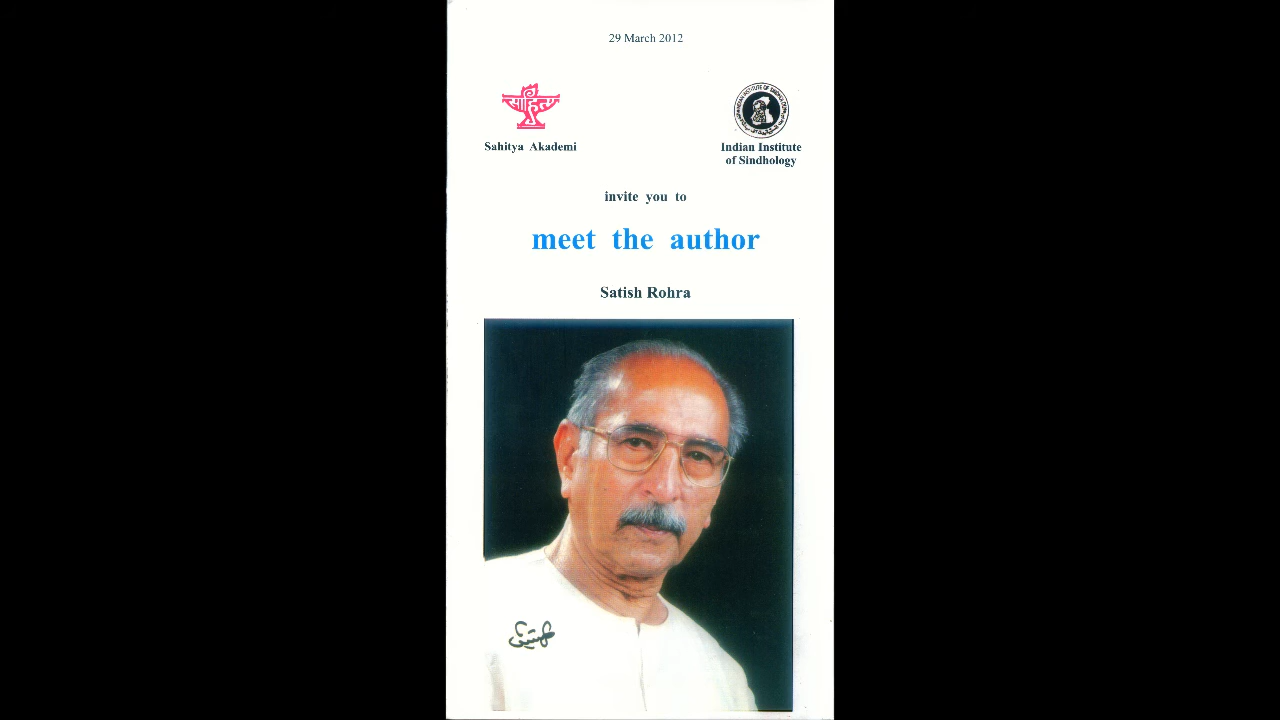 29 March 2012
साहित्य
Sahitya Akademi
Indian Institute
of Sindhology
invite you to
meet the author
Satish Rohra